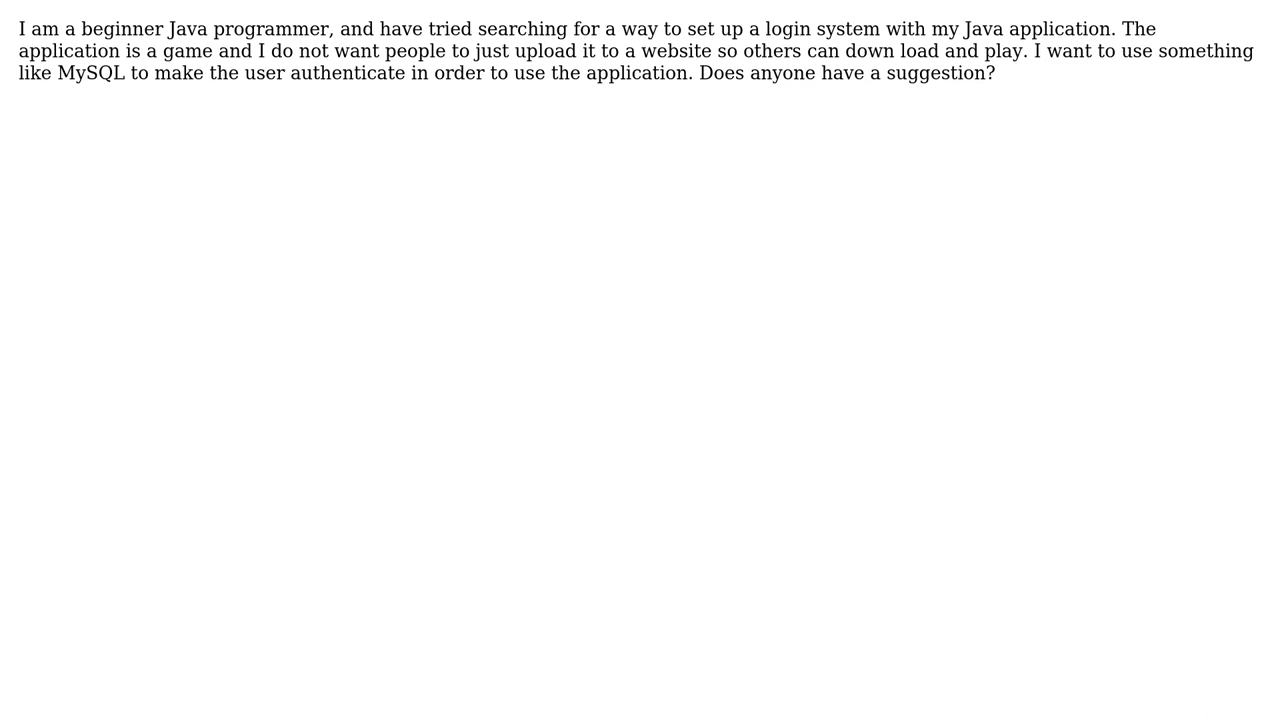 I am a beginner Java programmer, and have tried searching for a way to set up a login system with my Java application. The
application is a game and I do not want people to just upload it to a website so others can down load and play. I want to use something
like MySQL to make the user authenticate in order to use the application. Does anyone have a suggestion?